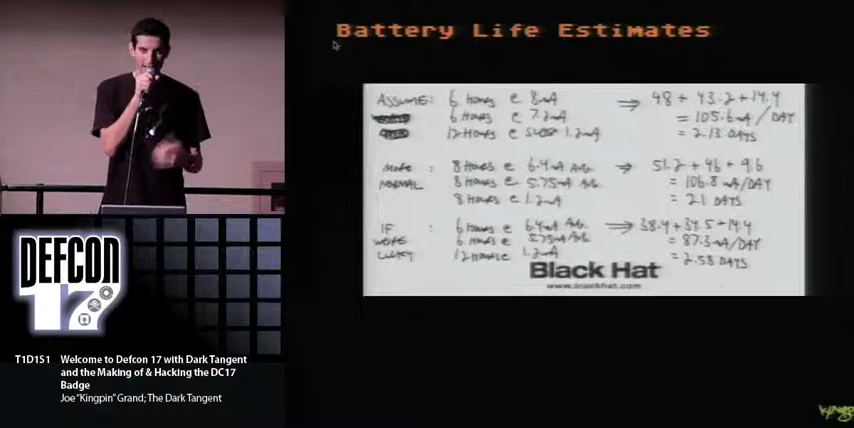 Battery Life Estimates
ASSUME: 6 Hours @ 8mA → 48 + 43.2 + 14.4
6 Hours @ 7.2mA = 105.6mA/DAY
12 Hours @ 1.2mA = 2.13 DAYS
MORE : 8 Hours @ 6.4mA AVG. → 51.2 + 46 + 9.6
NORMAL 8 Hours @ 5.75mA AVG. = 106.8 mA/DAY
8 Hours @ 1.2mA = 2.1 DAYS
IF : 6 Hours @ 6.4mA AVG → 38.4 + 34.5 + 14.4
WE'RE 6 Hours @ 5.75mA AVG = 87.3mA/DAY
LUCKY 12 Hours @ 1.2mA = 2.58 DAYS
Black Hat
www.blackhat.com
DEFCON
17
T1D1S1 Welcome to Defcon 17 with Dark Tangent
and the Making of & Hacking the DC17
Badge
Joe "Kingpin" Grand; The Dark Tangent